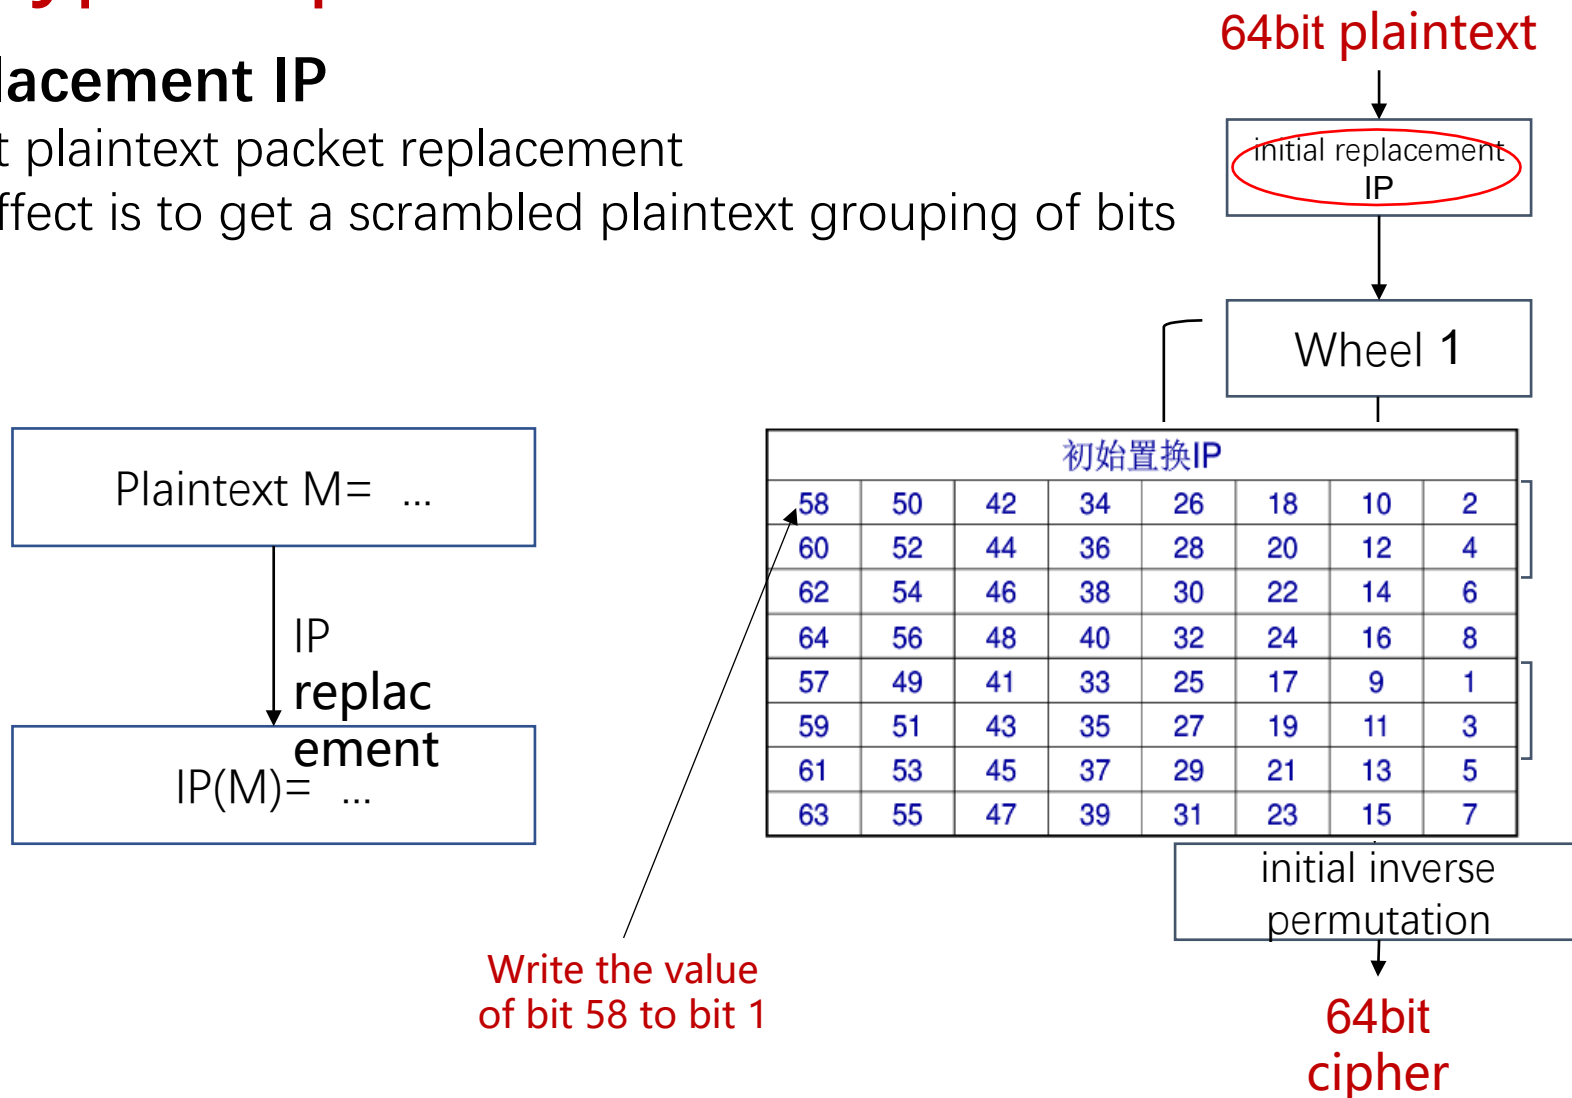 64bit plaintext
lacement IP
t plaintext packet replacement
ffect is to get a scrambled plaintext grouping of bits
initial replacement
IP
Wheel 1
Plaintext M= ...
IP
replac
ement
IP(M)= ...
初始置换IP
58 50 42 34 26 18 10 2
60 52 44 36 28 20 12 4
62 54 46 38 30 22 14 6
64 56 48 40 32 24 16 8
57 49 41 33 25 17 9 1
59 51 43 35 27 19 11 3
61 53 45 37 29 21 13 5
63 55 47 39 31 23 15 7
initial inverse
permutation
Write the value
of bit 58 to bit 1
64bit
cipher